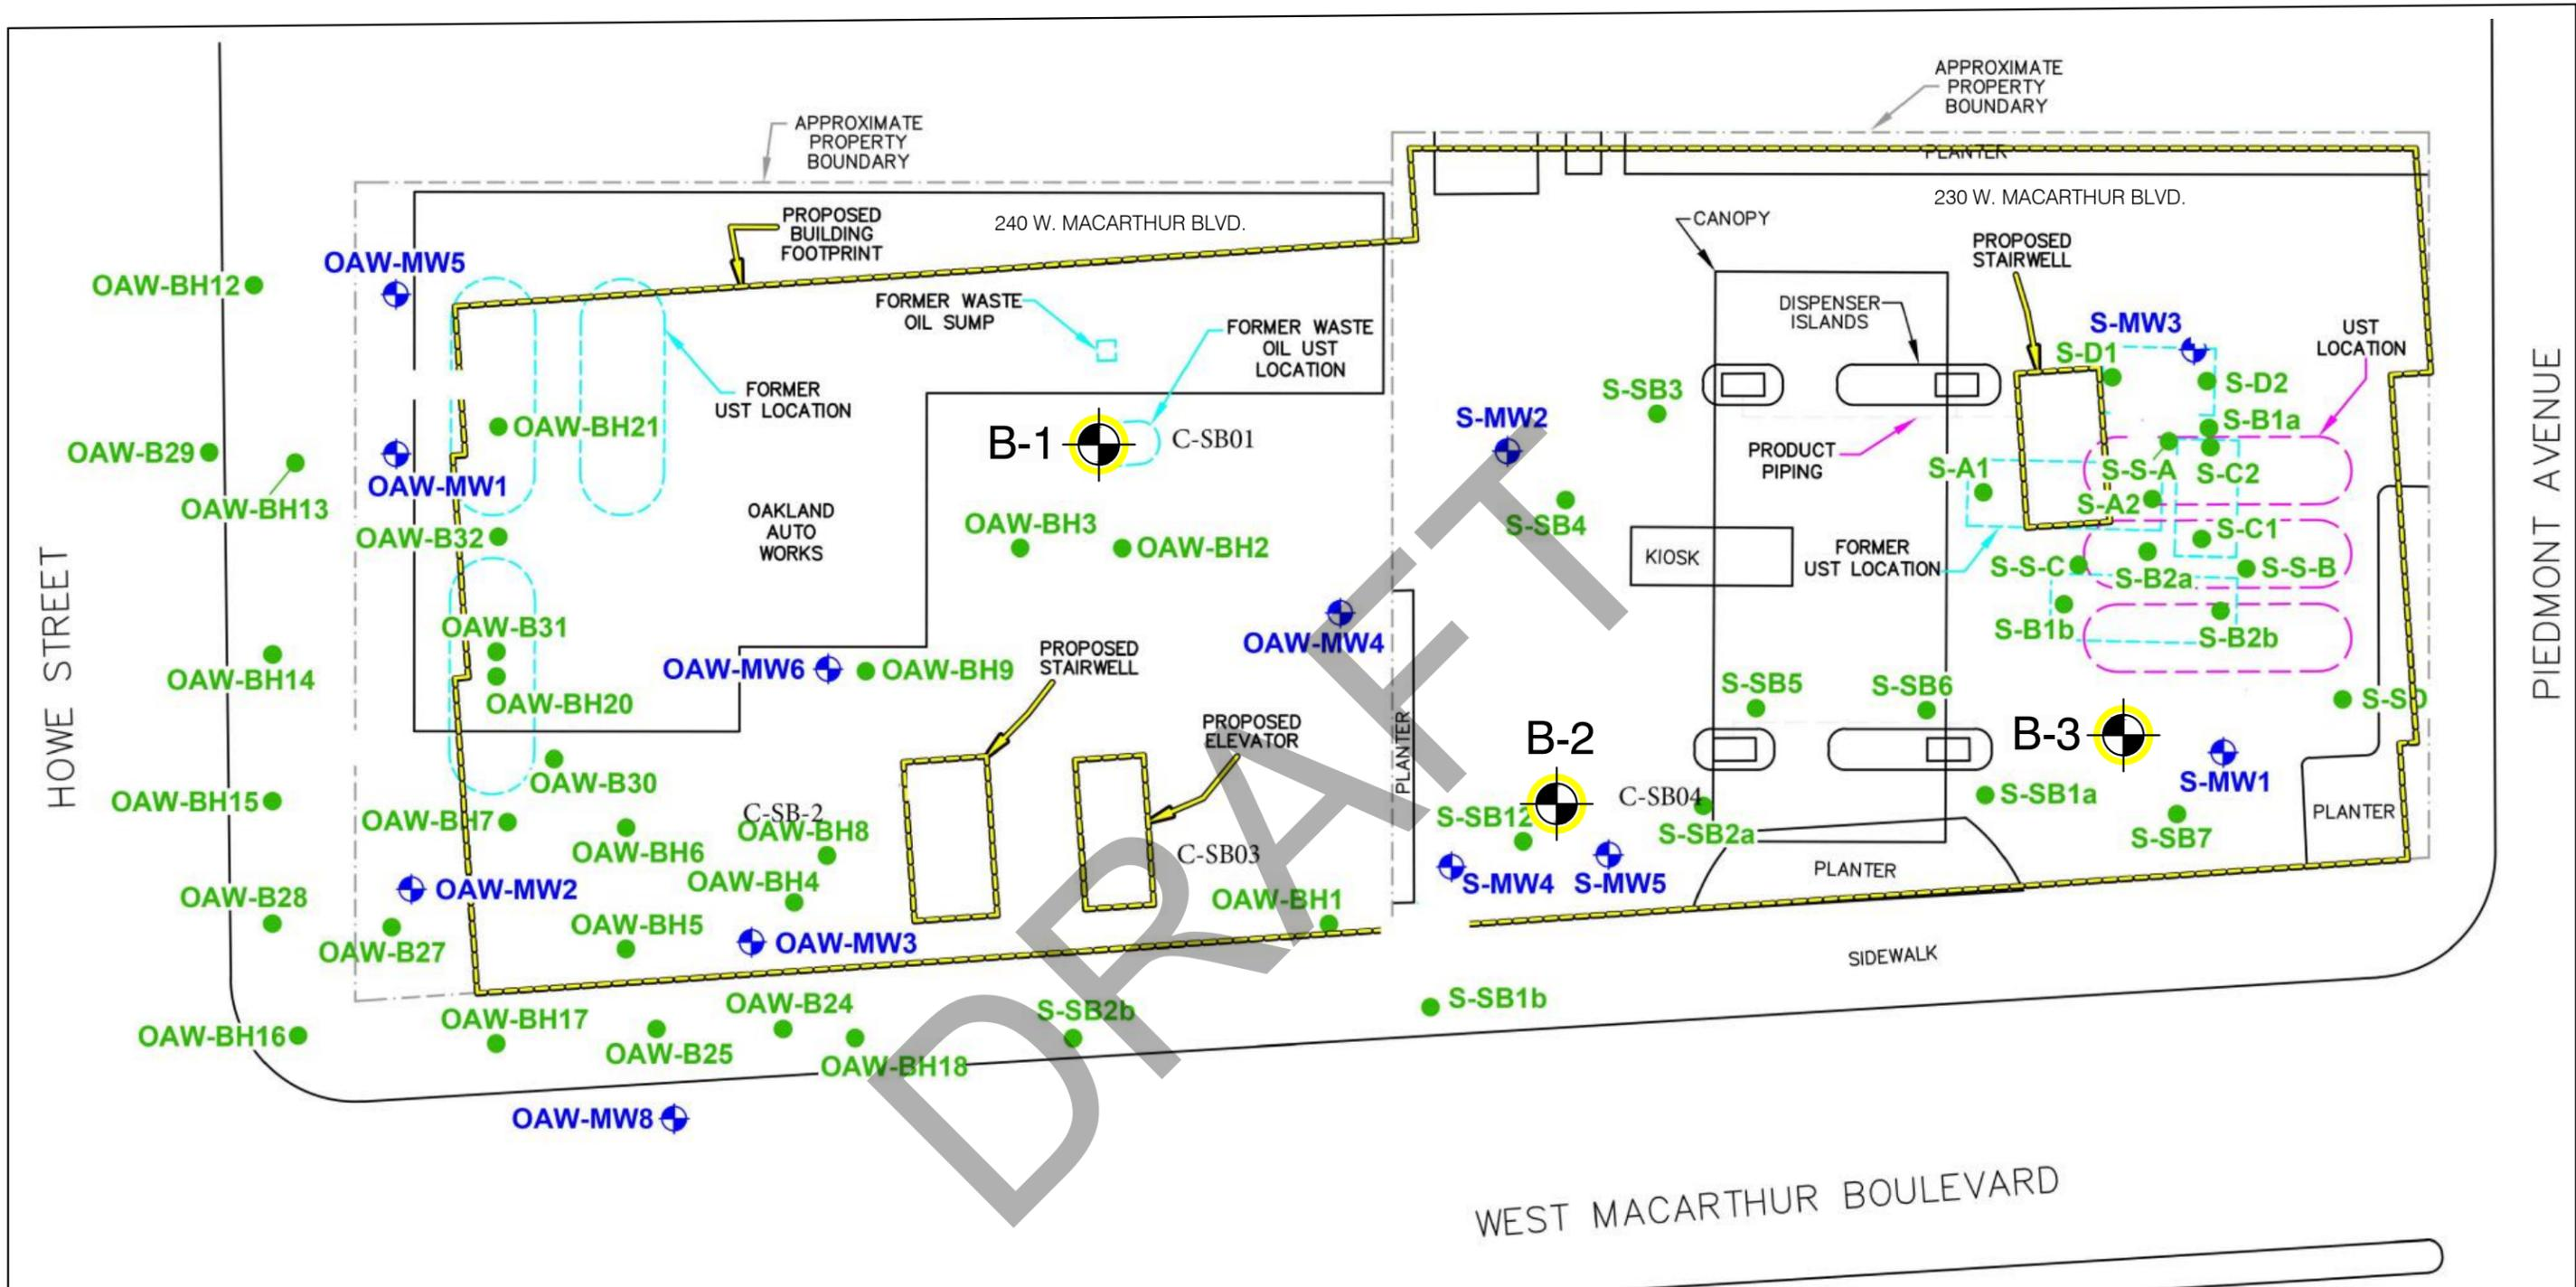 APPROXIMATE
PROPERTY
BOUNDARY
APPROXIMATE
PROPERTY
BOUNDARY
PLANTER
230 W. MACARTHUR BLVD.
240 W. MACARTHUR BLVD.
PROPOSED
BUILDING
FOOTPRINT
CANOPY
PROPOSED
STAIRWELL
OAW-MW5
OAW-BH12
FORMER WASTE
OIL SUMP
FORMER WASTE
OIL UST
LOCATION
DISPENSER
ISLANDS
S-MW3
UST
LOCATION
S-D1
S-D2
FORMER
UST LOCATION
S-SB3
S-MW2
S-B1a
OAW-BH21
B-1
C-SB01
OAW-B29
PRODUCT
PIPING
S-A1
S-S-A
S-C2
OAW-MW1
OAW-BH13
S-A2
OAKLAND
AUTO
WORKS
OAW-BH3
OAW-BH2
S-SB4
S-C1
OAW-B32
KIOSK
FORMER
UST LOCATION
S-S-C
S-B2a
S-S-B
HOWE STREET
PIEDMONT AVENUE
OAW-B31
OAW-MW4
S-B1b
S-B2b
OAW-BH14
OAW-MW6
OAW-BH9
PROPOSED
STAIRWELL
OAW-BH20
S-SB5
S-SB6
S-SD
PROPOSED
ELEVATOR
PLANTER
B-2
B-3
OAW-B30
S-MW1
OAW-BH15
C-SB04
S-SB1a
C-SB-2
OAW-BH7
OAW-BH8
S-SB12
S-SB2a
S-SB7
PLANTER
OAW-BH6
C-SB03
PLANTER
OAW-MW2
OAW-BH4
S-MW4
S-MW5
OAW-B28
OAW-BH1
OAW-BH5
OAW-B27
OAW-MW3
SIDEWALK
OAW-BH17
OAW-B24
S-SB2b
S-SB1b
OAW-BH16
OAW-B25
OAW-BH18
OAW-MW8
WEST MACARTHUR BOULEVARD
DRAFT